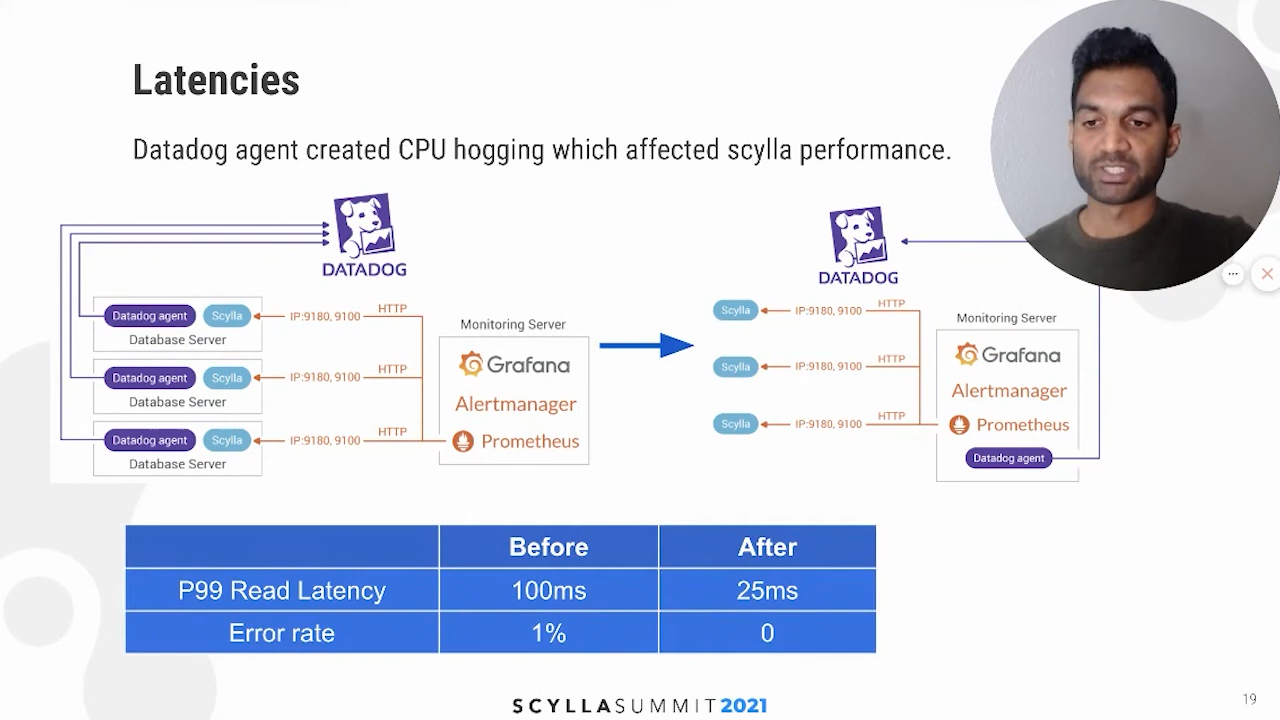 Latencies
Datadog agent created CPU hogging which affected scylla performance.
DATADOG
Datadog agent
Scylla
IP:9180, 9100
HTTP
Database Server
Datadog agent
Scylla
IP:9180, 9100
HTTP
Database Server
Datadog agent
Scylla
IP:9180, 9100
HTTP
Database Server
Monitoring Server
Grafana
Alertmanager
Prometheus
DATADOG
Scylla
IP:9180, 9100
HTTP
Scylla
IP:9180, 9100
HTTP
Scylla
IP:9180, 9100
HTTP
Monitoring Server
Grafana
Alertmanager
Prometheus
Datadog agent
Before After
P99 Read Latency 100ms 25ms
Error rate 1% 0
SCYLLASUMMIT 2021
19